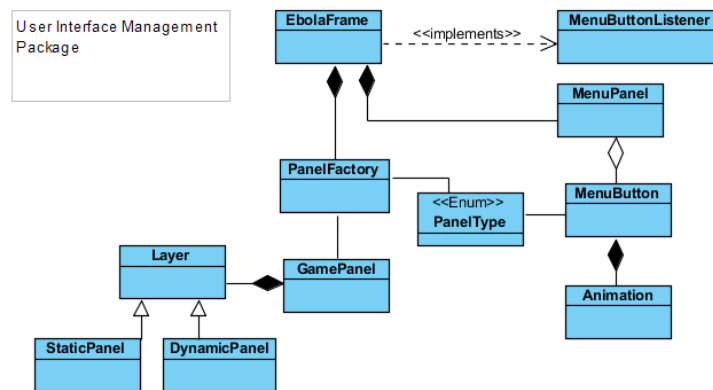 User Interface Management
Package
EbolaFrame
<<implements>>
MenuButtonListener
MenuPanel
PanelFactory
<<Enum>>
PanelType
MenuButton
Layer
GamePanel
Animation
StaticPanel
DynamicPanel